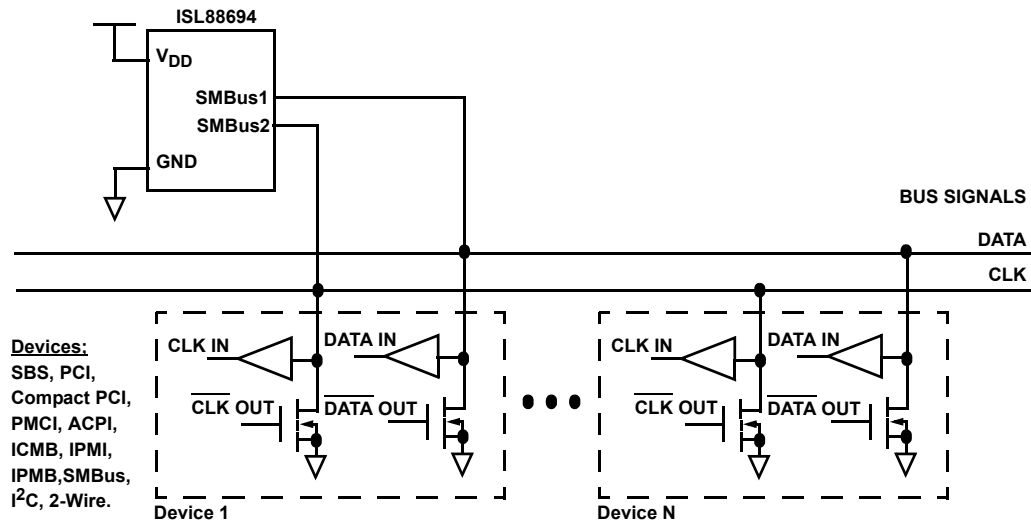 ISL88694
VDD
SMBus1
SMBus2
GND
BUS SIGNALS
DATA
CLK
Devices;
SBS, PCI,
Compact PCI,
PMCI, ACPI,
ICMB, IPMI,
IPMB,SMBus,
I²C, 2-Wire.
CLK IN
DATA IN
CLK OUT
DATA OUT
Device 1
CLK IN
DATA IN
CLK OUT
DATA OUT
Device N